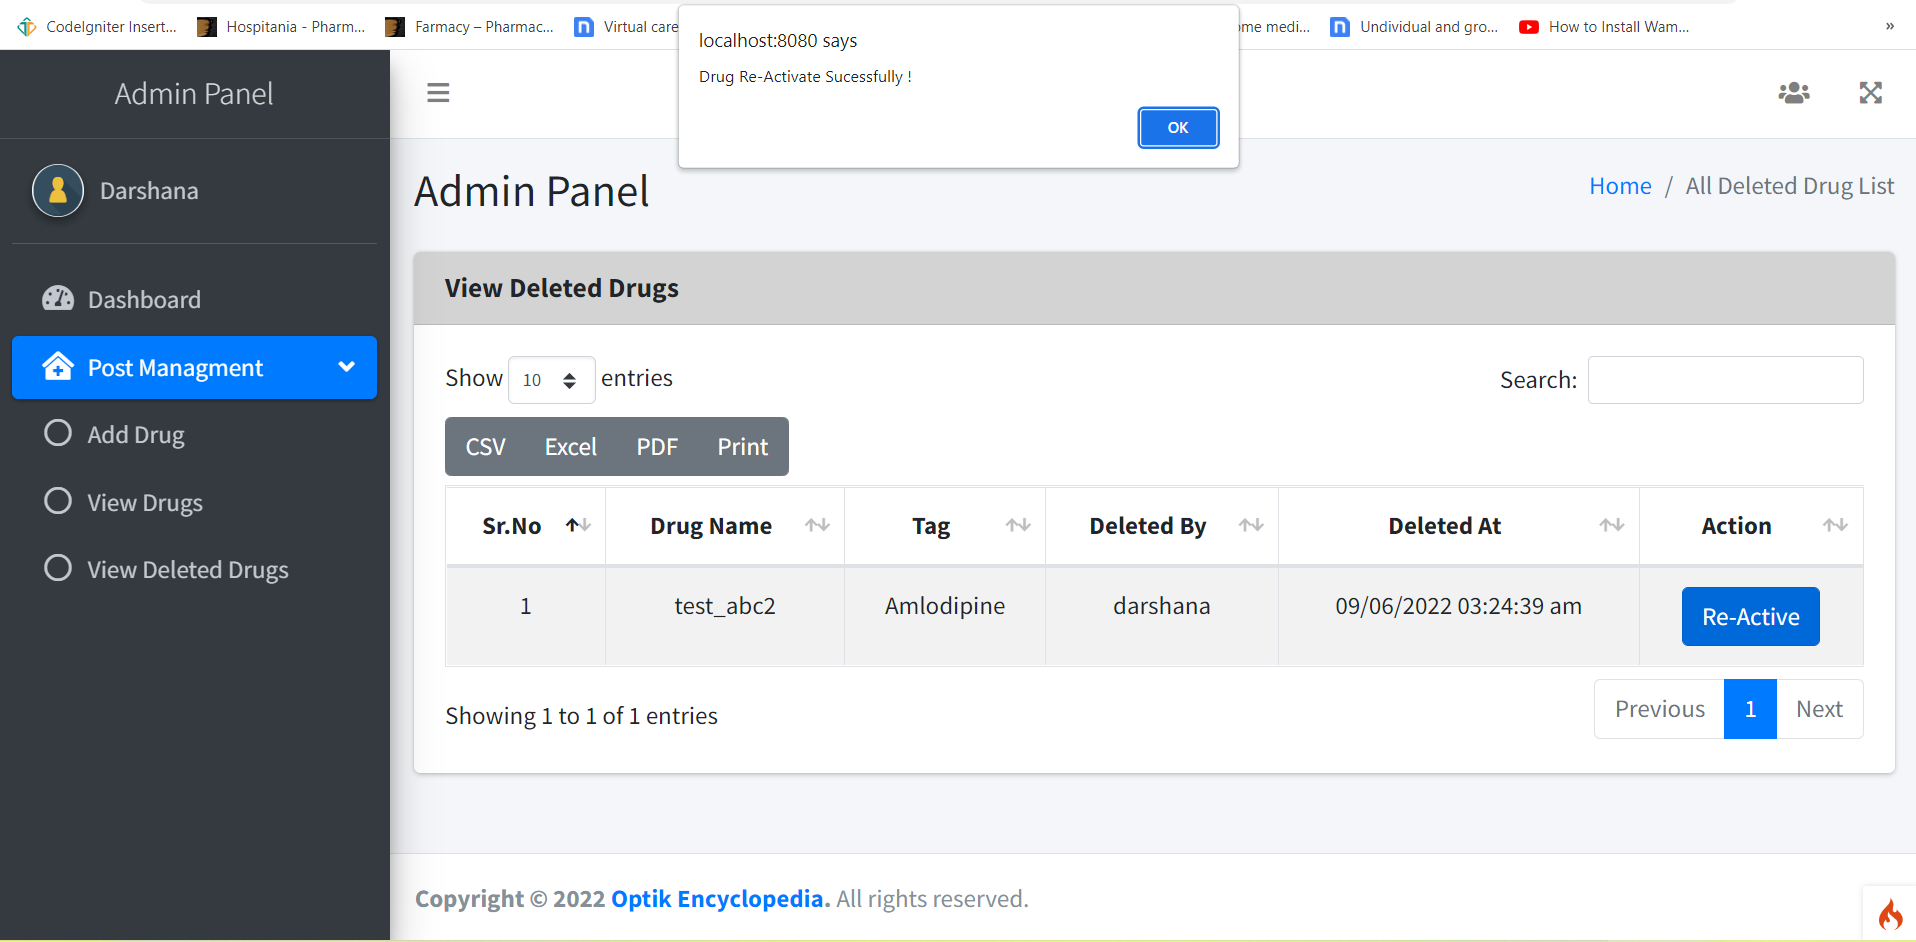 CodeIgniter Insert... Hospitania - Pharm... Farmacy – Pharmac... Virtual care ome medi... Undividual and gro... How to Install Wam... »
localhost:8080 says
Drug Re-Activate Sucessfully !
OK
Admin Panel
Darshana
Dashboard
Post Managment
Add Drug
View Drugs
View Deleted Drugs
Admin Panel
Home / All Deleted Drug List
View Deleted Drugs
Show 10 entries
Search:
CSV Excel PDF Print
Sr.No Drug Name Tag Deleted By Deleted At Action
1 test_abc2 Amlodipine darshana 09/06/2022 03:24:39 am Re-Active
Showing 1 to 1 of 1 entries
Previous 1 Next
Copyright © 2022 Optik Encyclopedia. All rights reserved.